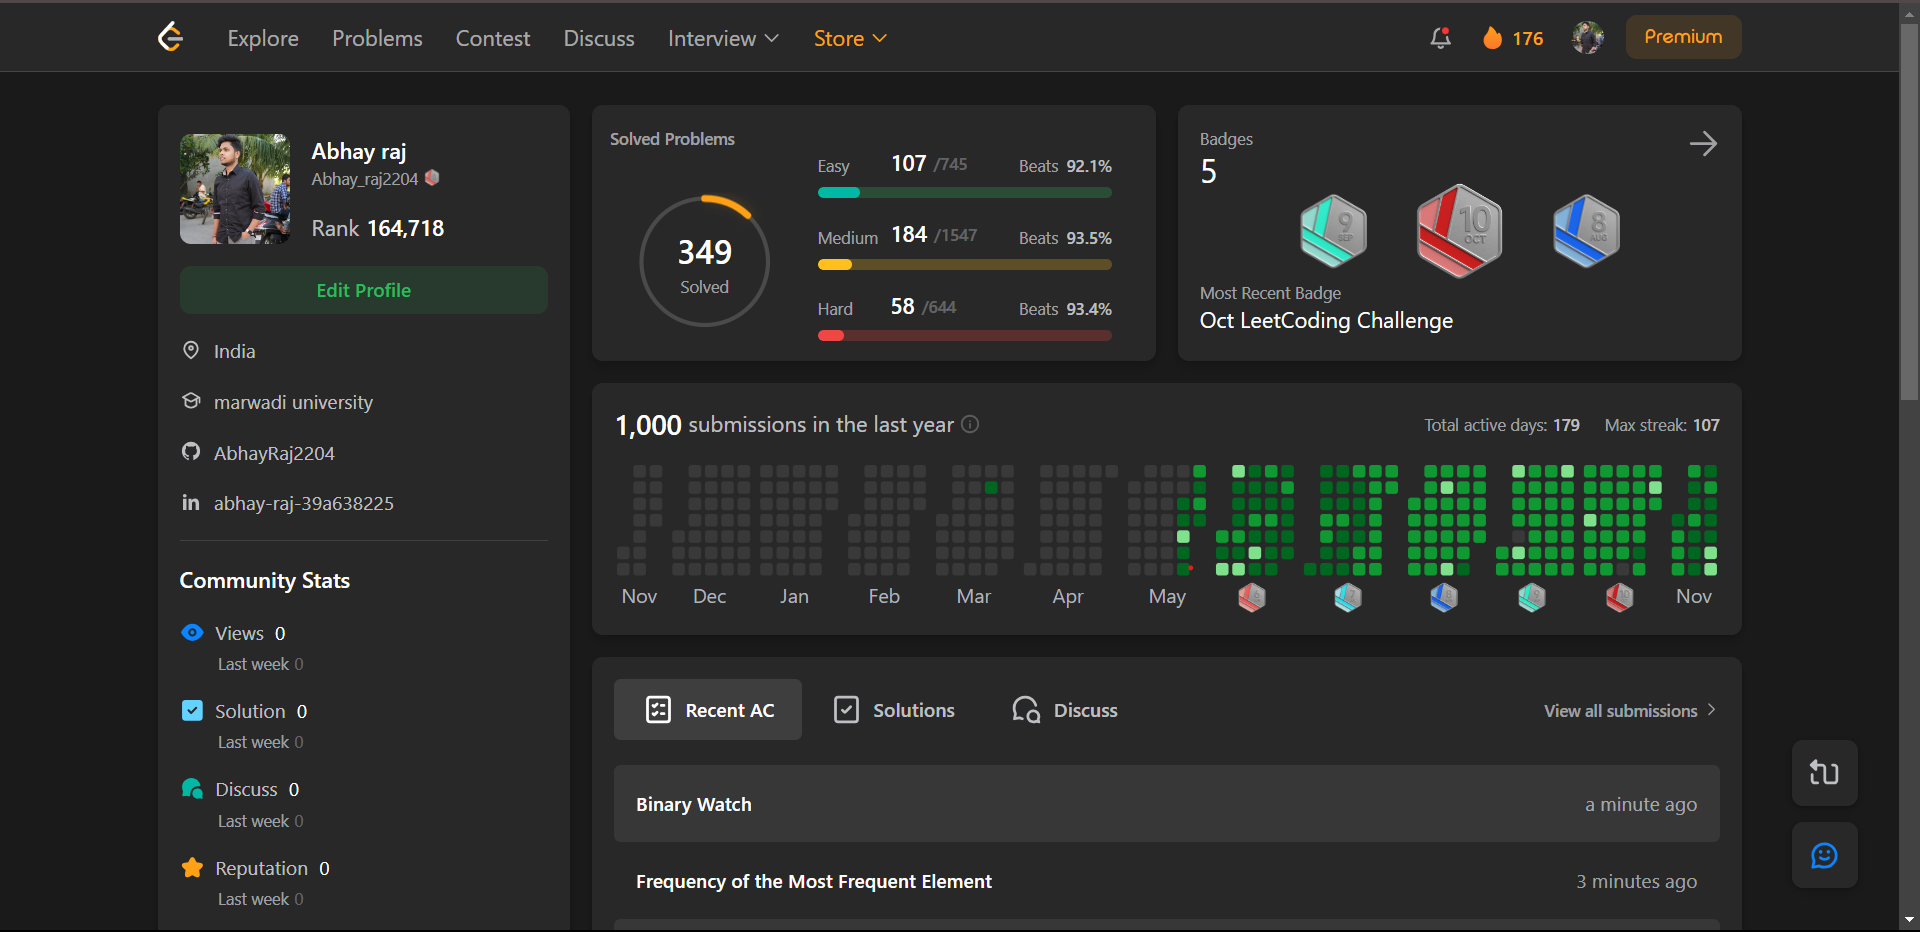 Explore Problems Contest Discuss Interview Store 176 Premium
Abhay raj
Abhay_raj2204
Rank 164,718
Edit Profile
India
marwadi university
AbhayRaj2204
abhay-raj-39a638225
Community Stats
Views 0
Last week 0
Solution 0
Last week 0
Discuss 0
Last week 0
Reputation 0
Last week 0
Solved Problems
349
Solved
Easy 107 /745 Beats 92.1%
Medium 184 /1547 Beats 93.5%
Hard 58 /644 Beats 93.4%
Badges
5
9
SEP
10
OCT
8
AUG
Most Recent Badge
Oct LeetCoding Challenge
1,000 submissions in the last year Total active days: 179 Max streak: 107
Nov Dec Jan Feb Mar Apr May Nov
Recent AC Solutions Discuss View all submissions
Binary Watch a minute ago
Frequency of the Most Frequent Element 3 minutes ago